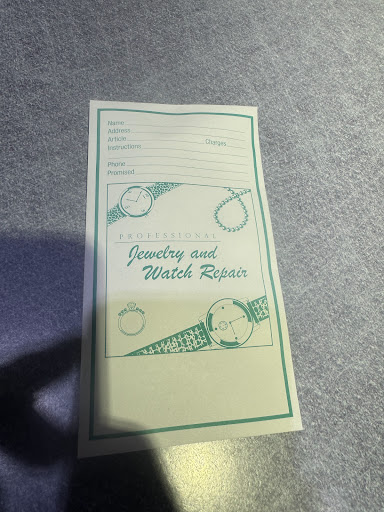 Name
Address
Article Charges
Instructions
Phone
Promised
PROFESSIONAL
Jewelry and
Watch Repair